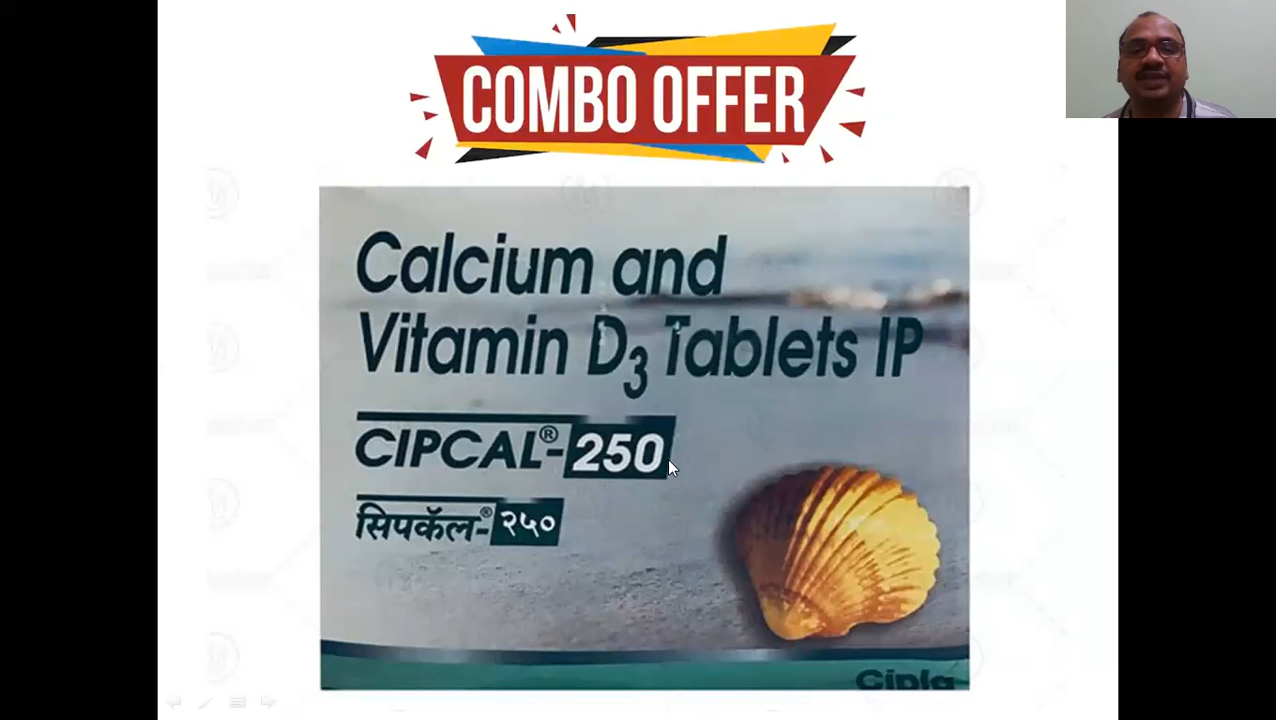 COMBO OFFER
Calcium and
Vitamin D3 Tablets IP
CIPCAL®-250
सिपकॅल®-२५०
Cipla